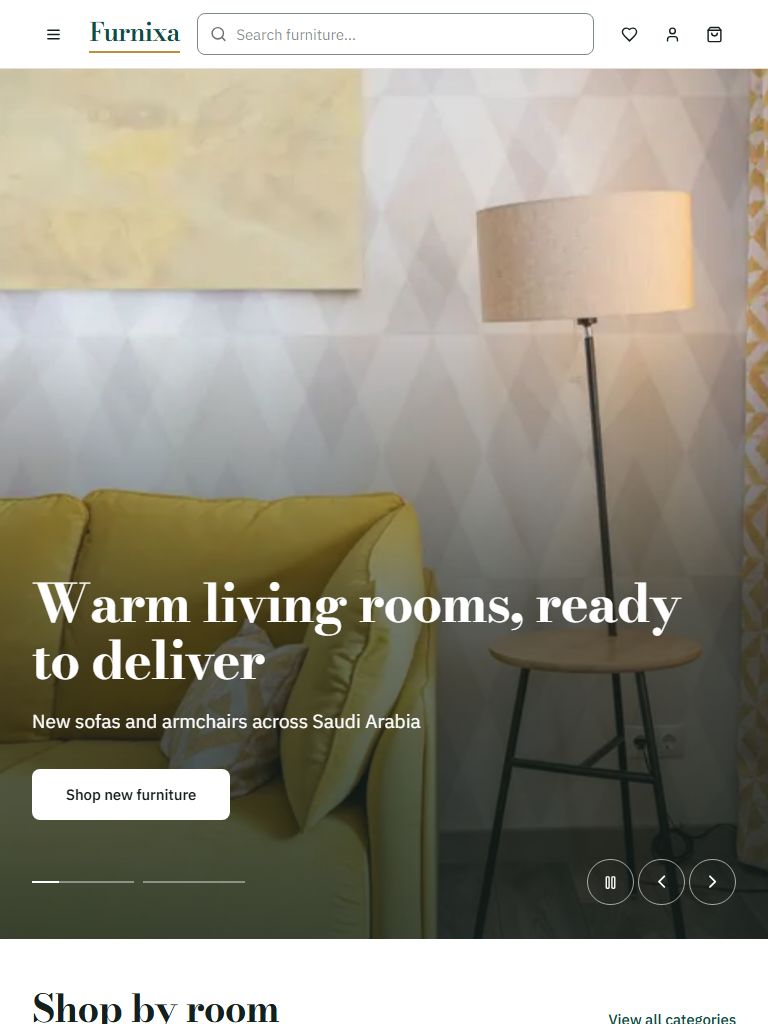 Furnixa
Search furniture...
Warm living rooms, ready
to deliver
New sofas and armchairs across Saudi Arabia
Shop new furniture
Shop by room
View all categories